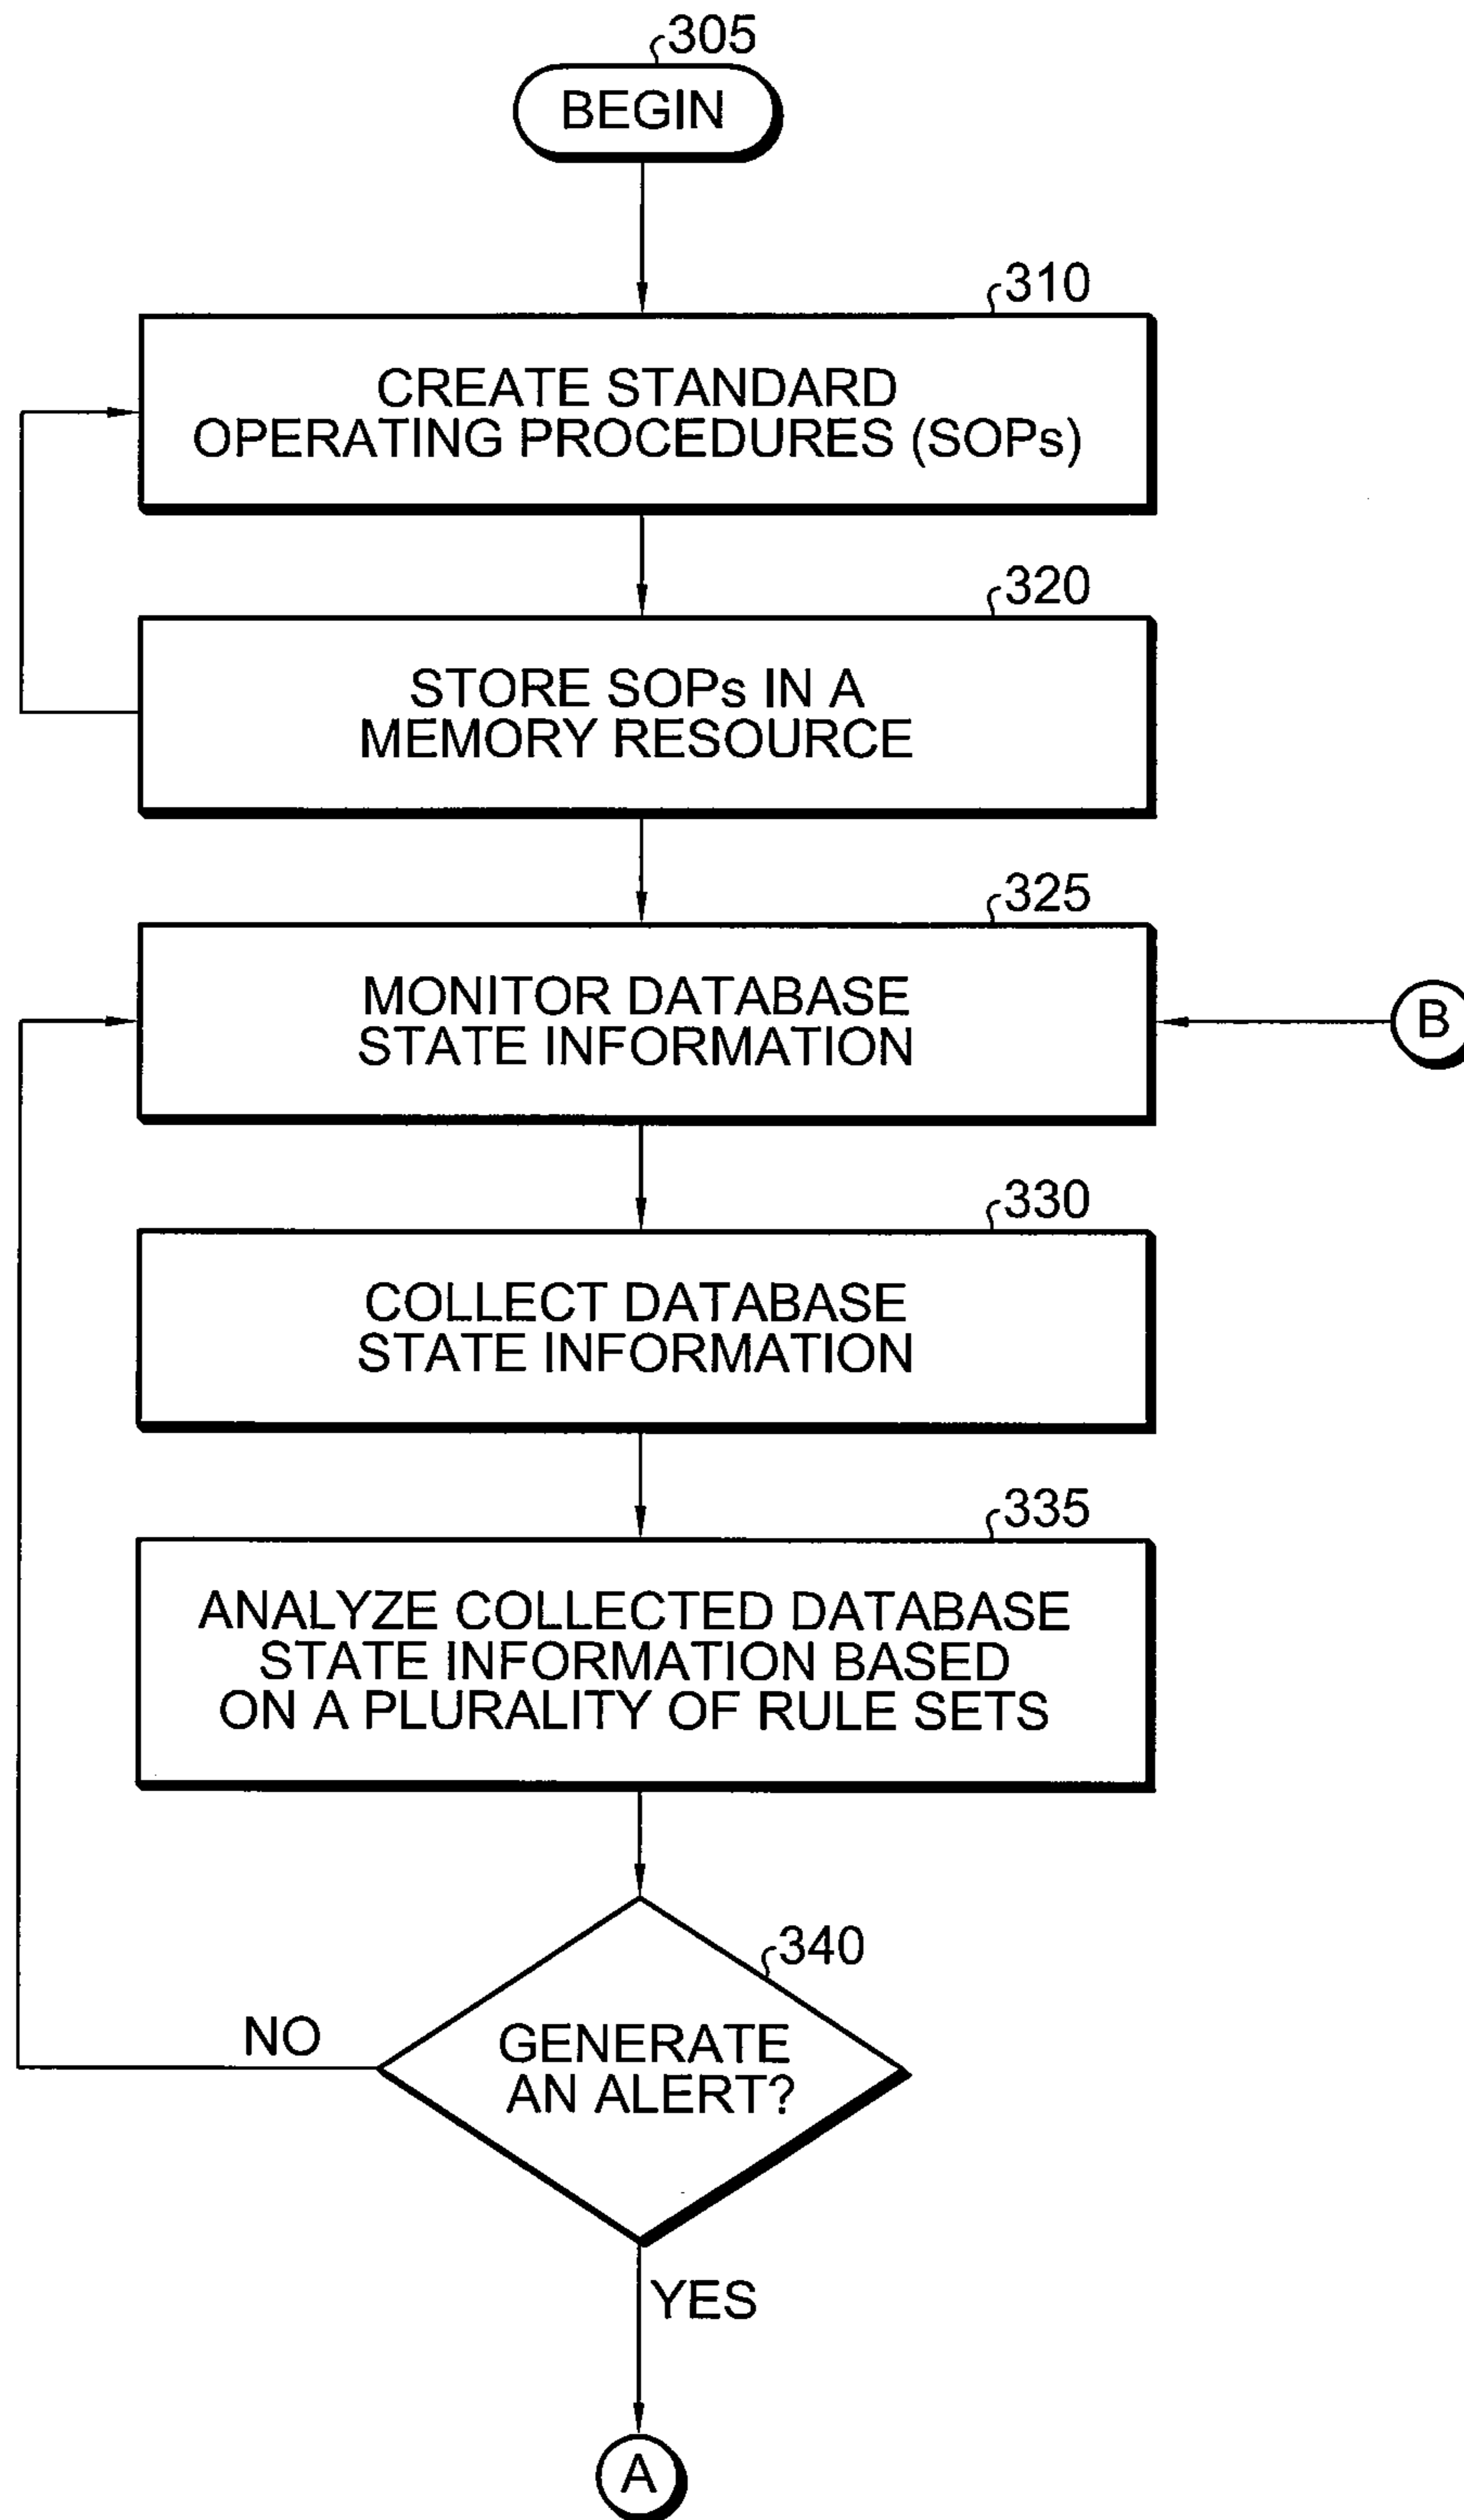 305
BEGIN
310
CREATE STANDARD
OPERATING PROCEDURES (SOPs)
320
STORE SOPs IN A
MEMORY RESOURCE
325
MONITOR DATABASE
STATE INFORMATION
B
330
COLLECT DATABASE
STATE INFORMATION
335
ANALYZE COLLECTED DATABASE
STATE INFORMATION BASED
ON A PLURALITY OF RULE SETS
340
GENERATE
AN ALERT?
NO
YES
A